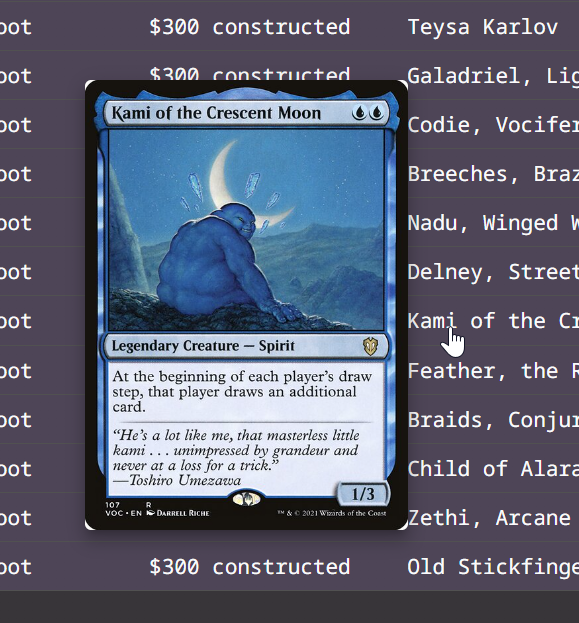 oot $300 constructed Teysa Karlov
oot $300 constructed Galadriel, Lig
Kami of the Crescent Moon
oot Codie, Vocifer
oot Breeches, Braz
oot Nadu, Winged W
oot Delney, Street
oot Kami of the Cr
Legendary Creature — Spirit
oot Feather, the R
At the beginning of each player's draw
step, that player draws an additional
card.
oot Braids, Conjur
"He's a lot like me, that masterless little
kami . . . unimpressed by grandeur and
never at a loss for a trick."
—Toshiro Umezawa
oot Child of Alara
1/3
107 R
VOC • EN DARRELL RICHE ™ & © 2021 Wizards of the Coast
oot Zethi, Arcane
oot $300 constructed Old Stickfinge